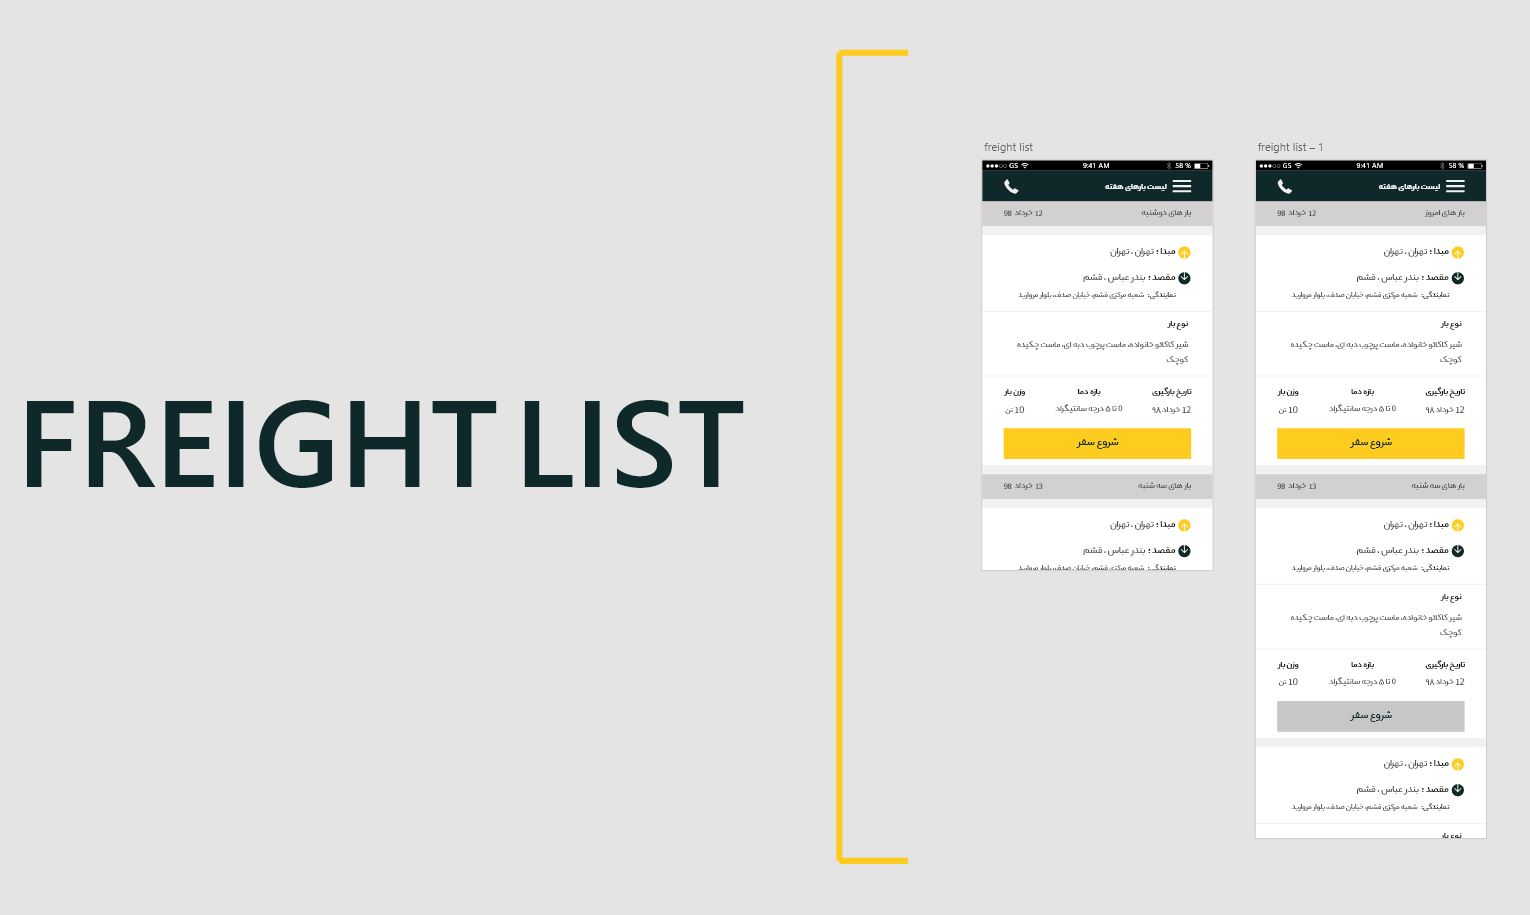 FREIGHT LIST
freight list
GS
9:41 AM
58 %
لیست بارهای هفته
بار های دوشنبه
12 خرداد 98
مبدا : تهران ، تهران
مقصد : بندر عباس ، قشم
نمایندگی: شعبه مرکزی قشم، خیابان صدف، بلوار مروارید
نوع بار
شیر کاکائو خانواده، ماست پرچرب دبه ای، ماست چکیده
کوچک
تاریخ بارگیری
بازه دما
وزن بار
12 خرداد ۹۸
0 تا ۵ درجه سانتیگراد
10 تن
شروع سفر
بار های سه شنبه
13 خرداد 98
مبدا : تهران ، تهران
مقصد : بندر عباس ، قشم
نمایندگی: شعبه مرکزی قشم، خیابان صدف، بلوار مروارید
freight list – 1
GS
9:41 AM
58 %
لیست بارهای هفته
بار های امروز
12 خرداد 98
مبدا : تهران ، تهران
مقصد : بندر عباس ، قشم
نمایندگی: شعبه مرکزی قشم، خیابان صدف، بلوار مروارید
نوع بار
شیر کاکائو خانواده، ماست پرچرب دبه ای، ماست چکیده
کوچک
تاریخ بارگیری
بازه دما
وزن بار
12 خرداد ۹۸
0 تا ۵ درجه سانتیگراد
10 تن
شروع سفر
بار های سه شنبه
13 خرداد 98
مبدا : تهران ، تهران
مقصد : بندر عباس ، قشم
نمایندگی: شعبه مرکزی قشم، خیابان صدف، بلوار مروارید
نوع بار
شیر کاکائو خانواده، ماست پرچرب دبه ای، ماست چکیده
کوچک
تاریخ بارگیری
بازه دما
وزن بار
12 خرداد ۹۸
0 تا ۵ درجه سانتیگراد
10 تن
شروع سفر
مبدا : تهران ، تهران
مقصد : بندر عباس ، قشم
نمایندگی: شعبه مرکزی قشم، خیابان صدف، بلوار مروارید
نوع بار